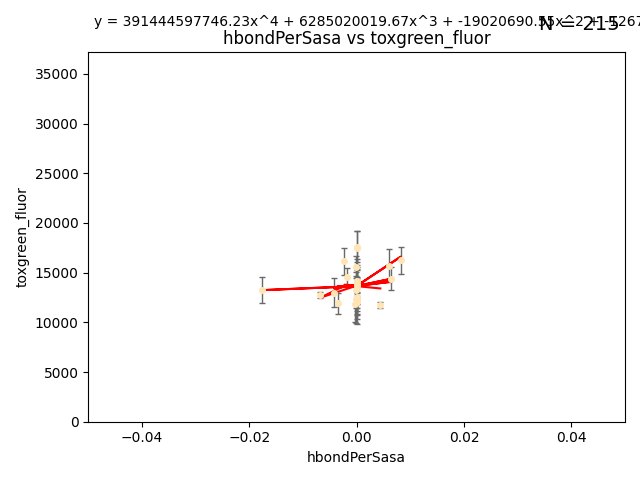 y = 391444597746.23x^4 + 6285020019.67x^3 + -19020690.55x^2 +
N = 215
hbondPerSasa vs toxgreen_fluor
35000
30000
25000
20000
15000
10000
5000
0
toxgreen_fluor
−0.04 −0.02 0.00 0.02 0.04
hbondPerSasa